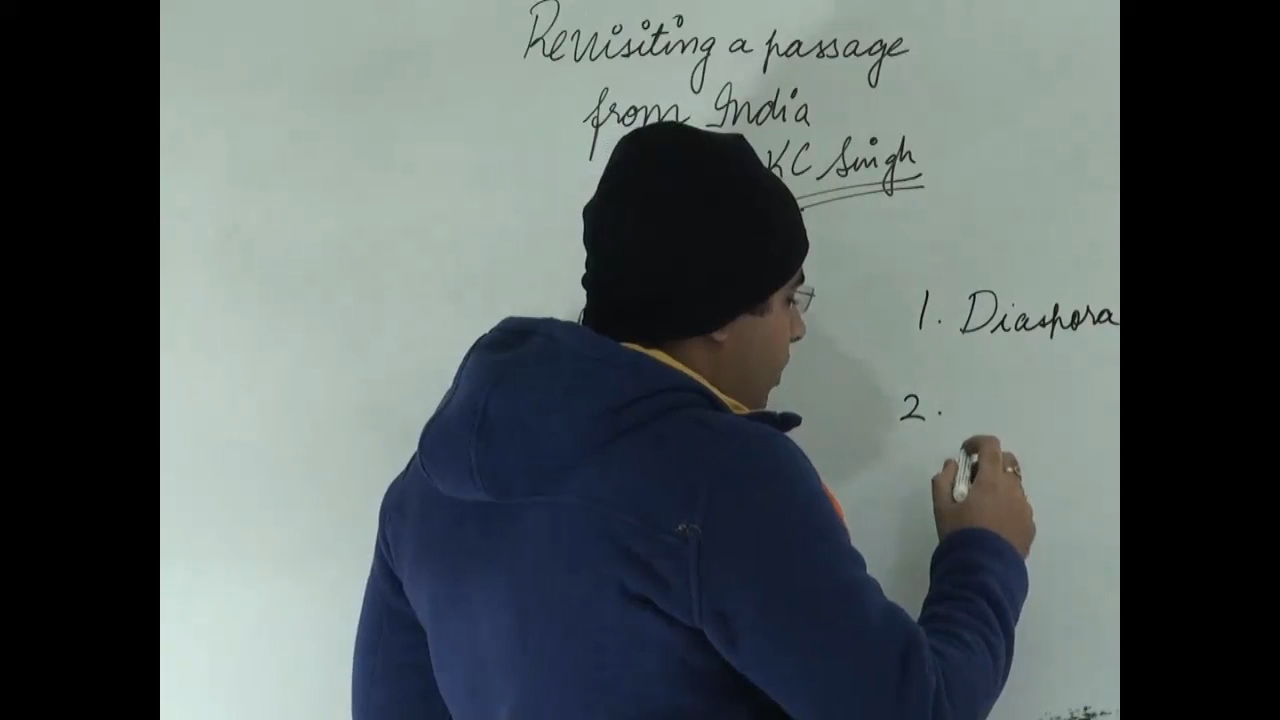 Revisiting a passage
from India
KC Singh
1. Diaspora
2.